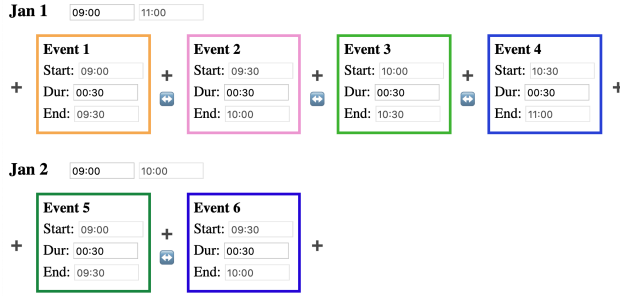 Jan 1 09:00 11:00
Event 1 Event 2 Event 3 Event 4
Start: 09:00 Start: 09:30 Start: 10:00 Start: 10:30
+ + + + +
Dur: 00:30 Dur: 00:30 Dur: 00:30 Dur: 00:30
End: 09:30 End: 10:00 End: 10:30 End: 11:00
Jan 2 09:00 10:00
Event 5 Event 6
Start: 09:00 Start: 09:30
+ + +
Dur: 00:30 Dur: 00:30
End: 09:30 End: 10:00